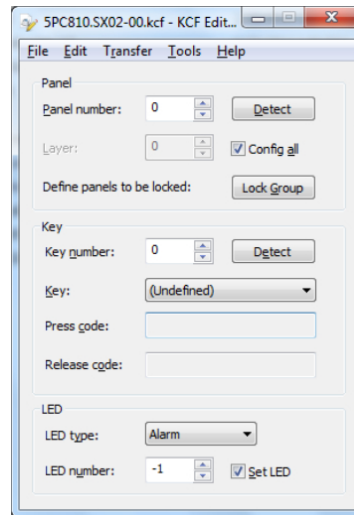 5PC810.SX02-00.kcf - KCF Edit...
File Edit Transfer Tools Help
Panel
Panel number: 0 Detect
Layer: 0 Config all
Define panels to be locked: Lock Group
Key
Key number: 0 Detect
Key: (Undefined)
Press code:
Release code:
LED
LED type: Alarm
LED number: -1 Set LED